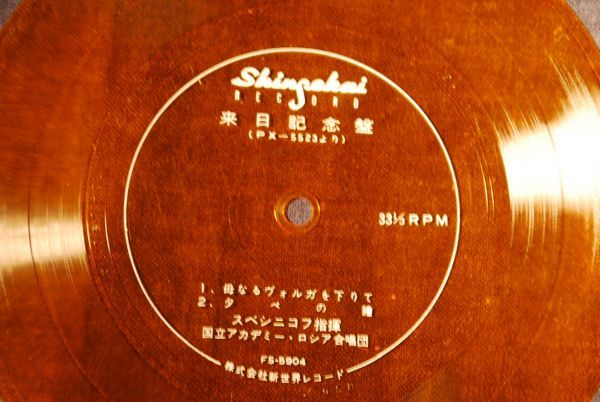 Shinsekai
RECORD
来日記念盤
(PX-5523より)
33⅓RPM
1、母なるヴォルガを下りて
2、夕べの鐘
スベシニコフ指揮
国立アカデミー・ロシア合唱団
FS-5904
株式会社新世界レコード